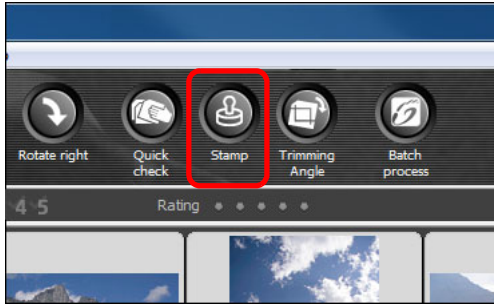 Rotate right
Quick
check
Stamp
Trimming
Angle
Batch
process
4 5
Rating